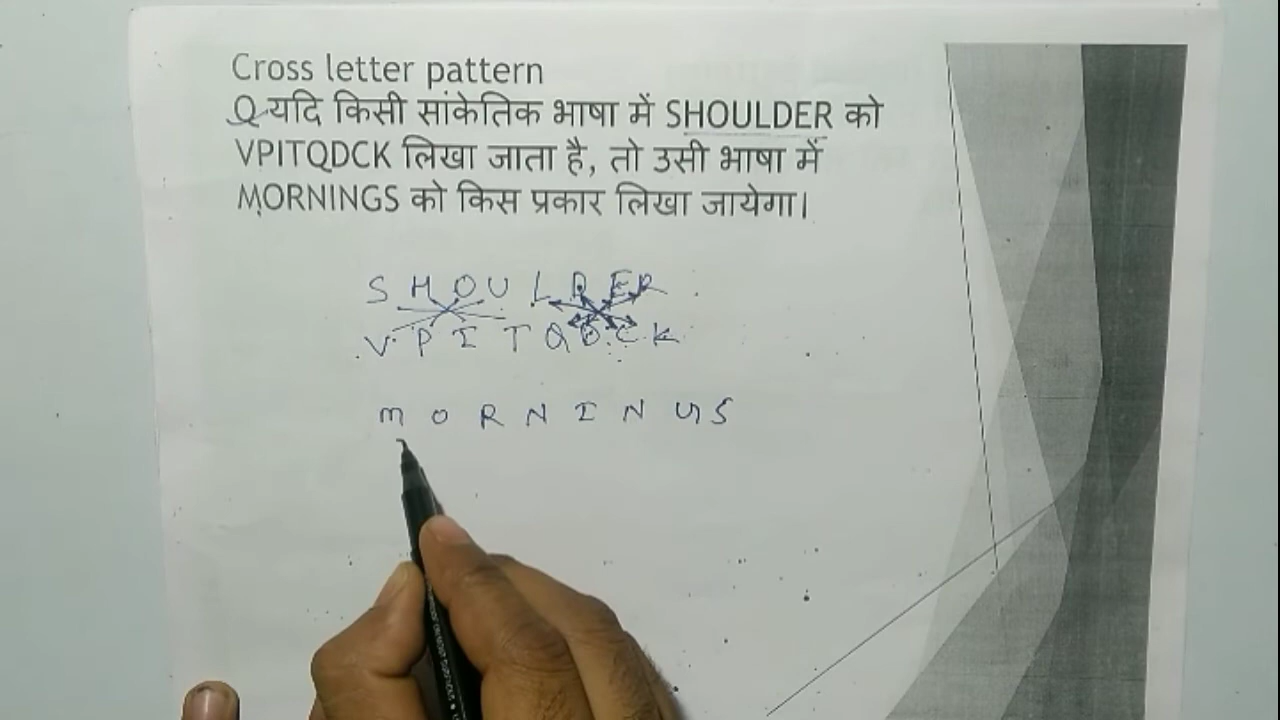 Cross letter pattern
Q यदि किसी सांकेतिक भाषा में SHOULDER को
VPITQDCK लिखा जाता है, तो उसी भाषा में
MORNINGS को किस प्रकार लिखा जायेगा।
S H O U L D E R
V P I T Q D C K
M O R N I N G S